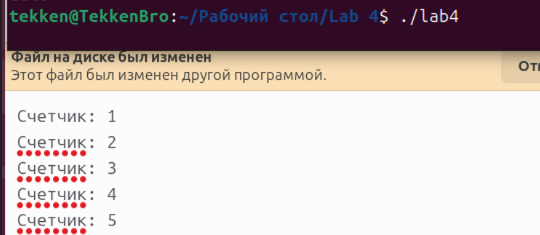 tekken@TekkenBro:~/Рабочий стол/Lab 4$ ./lab4
Файл на диске был изменен
Этот файл был изменен другой программой.
Счетчик: 1
Счетчик: 2
Счетчик: 3
Счетчик: 4
Счетчик: 5